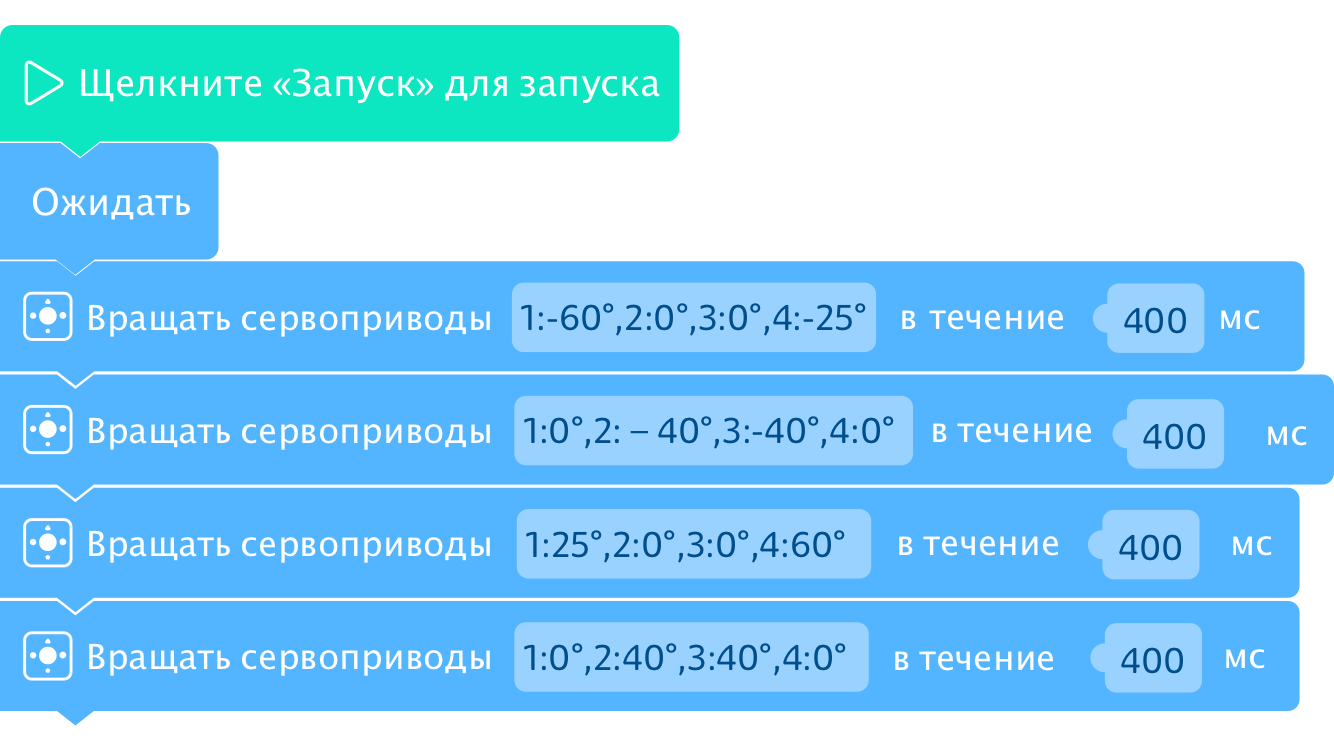 Щелкните «Запуск» для запуска
Ожидать
Вращать сервоприводы 1:-60°,2:0°,3:0°,4:-25° в течение 400 мс
Вращать сервоприводы 1:0°,2: – 40°,3:-40°,4:0° в течение 400 мс
Вращать сервоприводы 1:25°,2:0°,3:0°,4:60° в течение 400 мс
Вращать сервоприводы 1:0°,2:40°,3:40°,4:0° в течение 400 мс